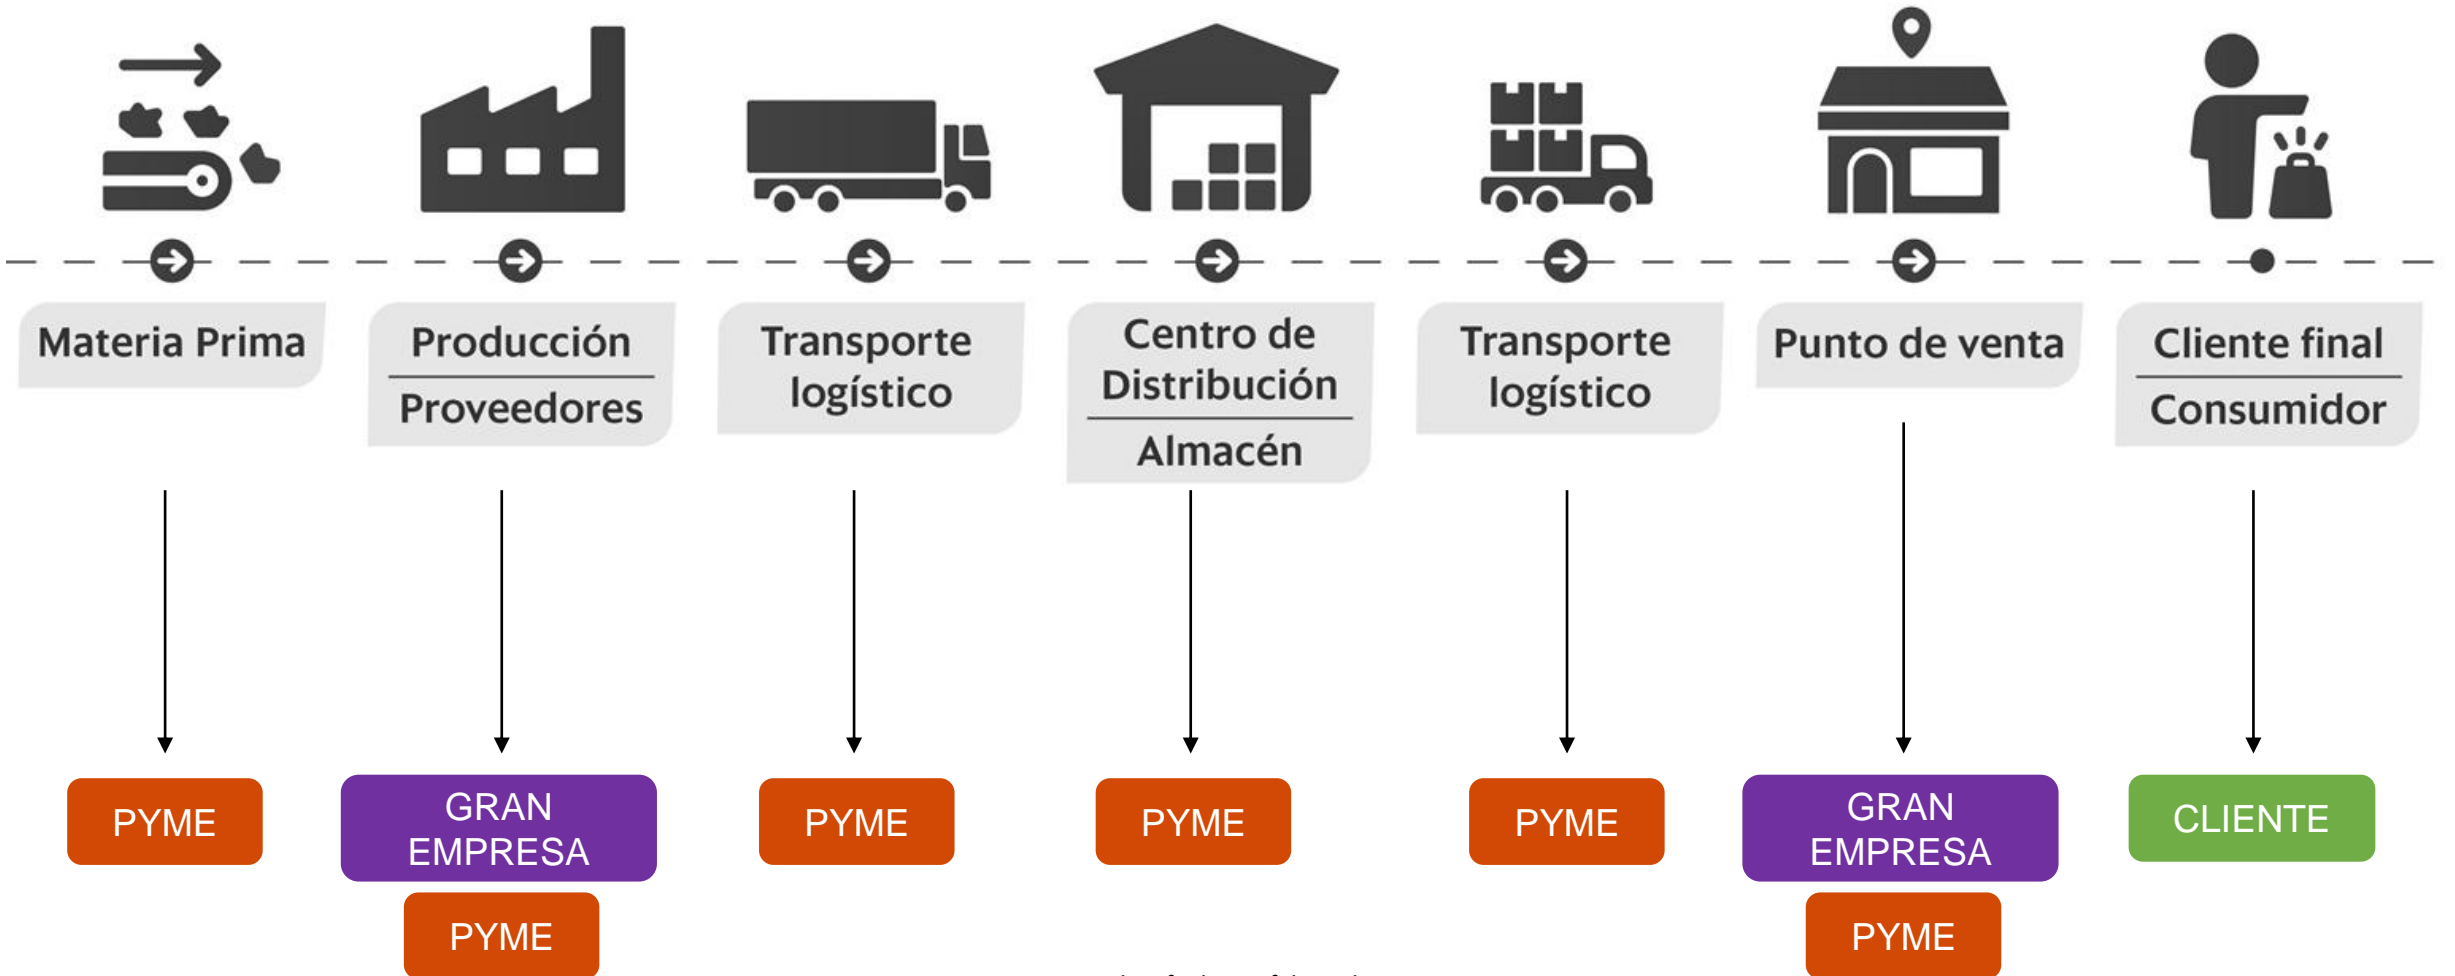 Materia Prima
Producción
Proveedores
Transporte
logístico
Centro de
Distribución
Almacén
Transporte
logístico
Punto de venta
Cliente final
Consumidor
PYME
GRAN
EMPRESA
PYME
PYME
PYME
PYME
GRAN
EMPRESA
PYME
CLIENTE